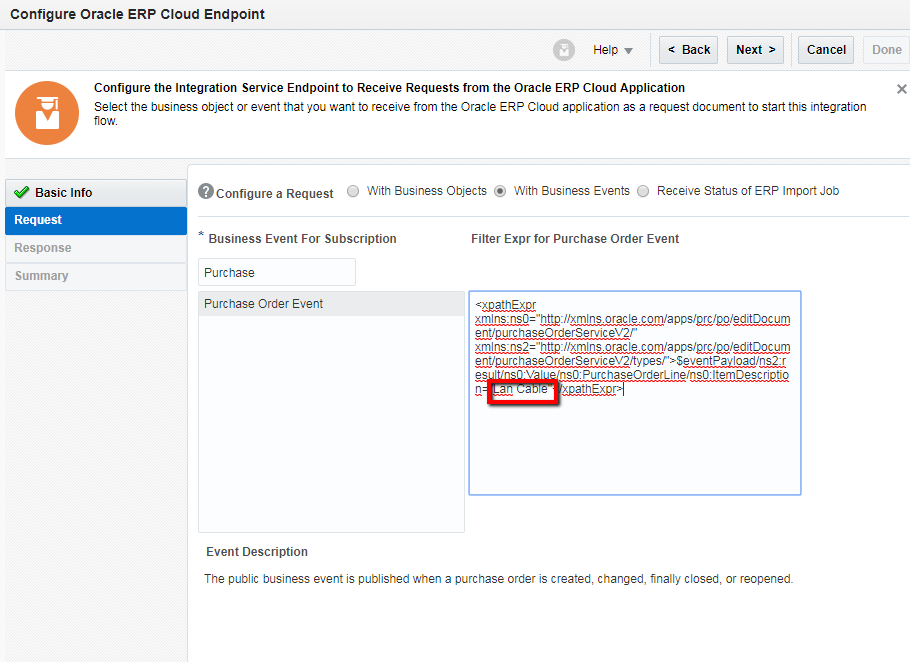 Configure Oracle ERP Cloud Endpoint
Help
< Back
Next >
Cancel
Done
Configure the Integration Service Endpoint to Receive Requests from the Oracle ERP Cloud Application
Select the business object or event that you want to receive from the Oracle ERP Cloud application as a request document to start this integration
flow.
Basic Info
Request
Response
Summary
Configure a Request
With Business Objects
With Business Events
Receive Status of ERP Import Job
* Business Event For Subscription
Filter Expr for Purchase Order Event
Purchase
Purchase Order Event
<xpathExpr
xmlns:ns0="http://xmlns.oracle.com/apps/prc/po/editDocum
ent/purchaseOrderServiceV2/"
xmlns:ns2="http://xmlns.oracle.com/apps/prc/po/editDocum
ent/purchaseOrderServiceV2/types/">$eventPayload/ns2:r
esult/ns0:Value/ns0:PurchaseOrderLine/ns0:ItemDescriptio
n="Lan Cable"</xpathExpr>
Event Description
The public business event is published when a purchase order is created, changed, finally closed, or reopened.